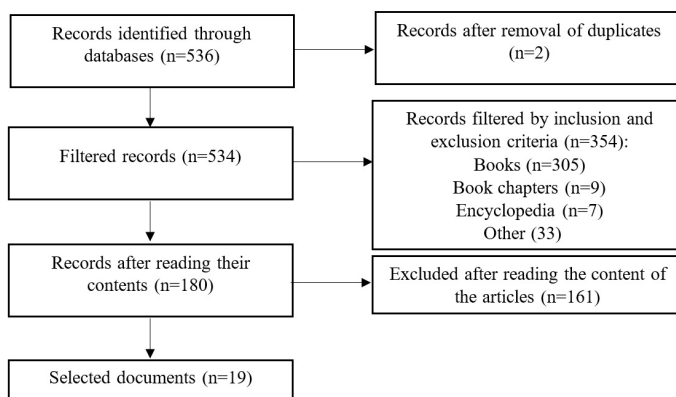 Records identified through
databases (n=536)
Records after removal of duplicates
(n=2)
Filtered records (n=534)
Records filtered by inclusion and
exclusion criteria (n=354):
Books (n=305)
Book chapters (n=9)
Encyclopedia (n=7)
Other (33)
Records after reading their
contents (n=180)
Excluded after reading the content of
the articles (n=161)
Selected documents (n=19)